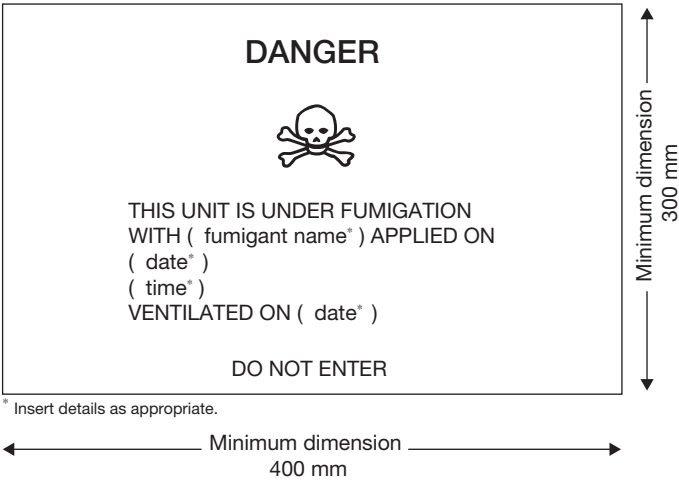 DANGER
THIS UNIT IS UNDER FUMIGATION
WITH ( fumigant name* ) APPLIED ON
( date* )
( time* )
VENTILATED ON ( date* )
DO NOT ENTER
* Insert details as appropriate.
Minimum dimension
400 mm
Minimum dimension
300 mm